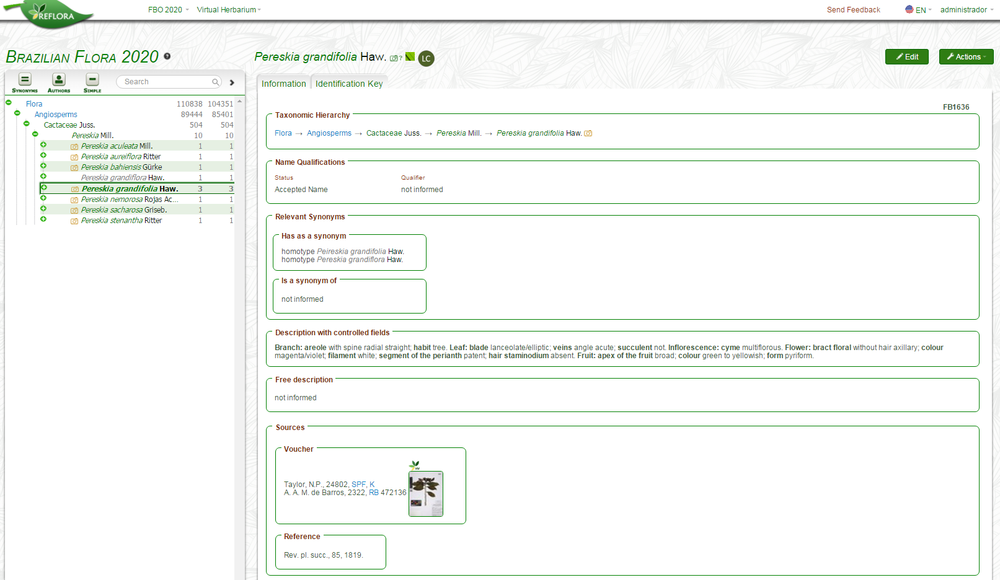 REFLORA
FBO 2020
Virtual Herbarium
Send Feedback
EN
administrador
BRAZILIAN FLORA 2020 ?
Pereskia grandifolia Haw. ? LC
Edit
Actions
SYNONYMS
AUTHORS
SIMPLE
Search
Information
Identification Key
Flora 110838 104351
Angiosperms 89444 85401
Cactaceae Juss. 504 504
Pereskia Mill. 10 10
Pereskia aculeata Mill. 1 1
Pereskia aureiflora Ritter 1 1
Pereskia bahiensis Gürke 1 1
Pereskia grandiflora Haw. 1 1
Pereskia grandifolia Haw. 3 3
Pereskia nemorosa Rojas Ac... 1 1
Pereskia sacharosa Griseb. 1 1
Pereskia stenantha Ritter 1 1
FB1636
Taxonomic Hierarchy
Flora → Angiosperms → Cactaceae Juss. → Pereskia Mill. → Pereskia grandifolia Haw.
Name Qualifications
Status Qualifier
Accepted Name not informed
Relevant Synonyms
Has as a synonym
homotype Peireskia grandifolia Haw.
homotype Pereskia grandiflora Haw.
Is a synonym of
not informed
Description with controlled fields
Branch: areole with spine radial straight; habit tree. Leaf: blade lanceolate/elliptic; veins angle acute; succulent not. Inflorescence: cyme multiflorous. Flower: bract floral without hair axillary; colour
magenta/violet; filament white; segment of the perianth patent; hair staminodium absent. Fruit: apex of the fruit broad; colour green to yellowish; form pyriform.
Free description
not informed
Sources
Voucher
HV
Taylor, N.P., 24802, SPF, K
A. A. M. de Barros, 2322, RB 472136
Reference
Rev. pl. succ., 85, 1819.